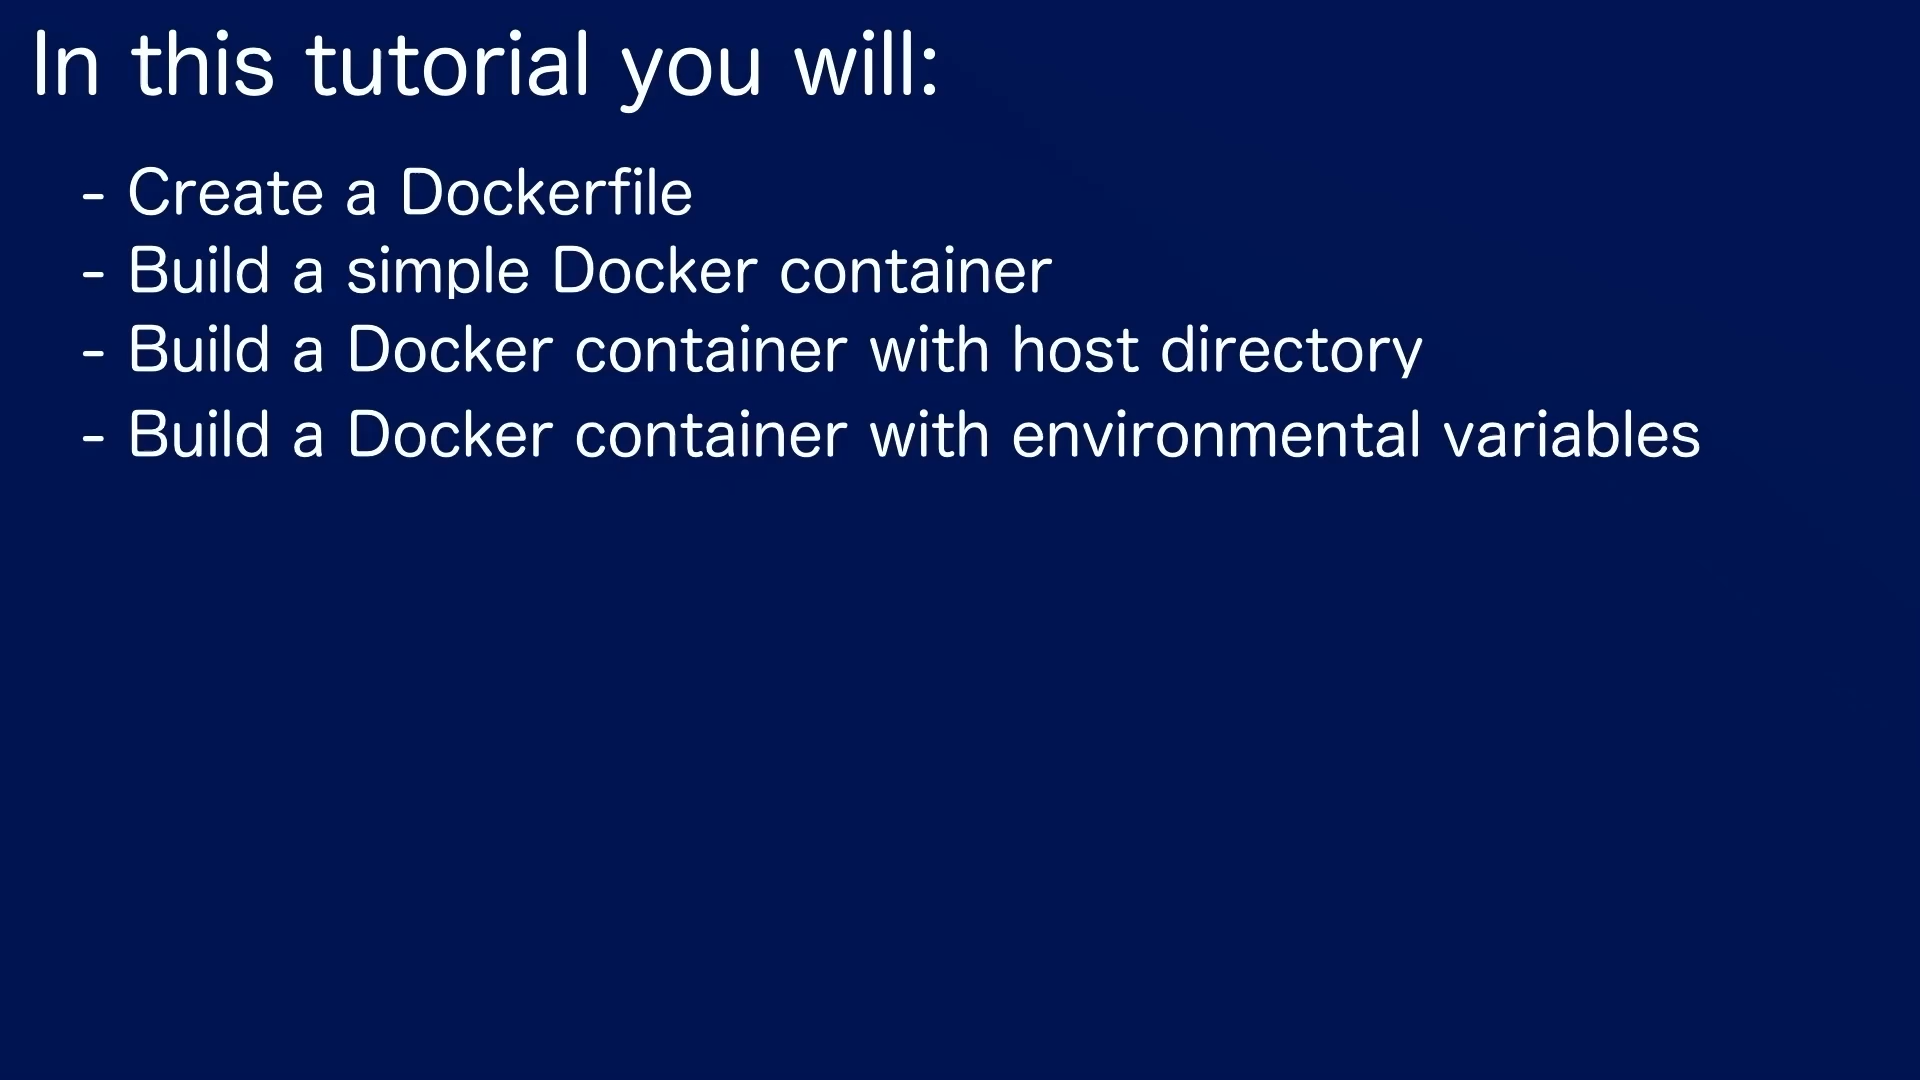 In this tutorial you will:
- Create a Dockerfile
- Build a simple Docker container
- Build a Docker container with host directory
- Build a Docker container with environmental variables